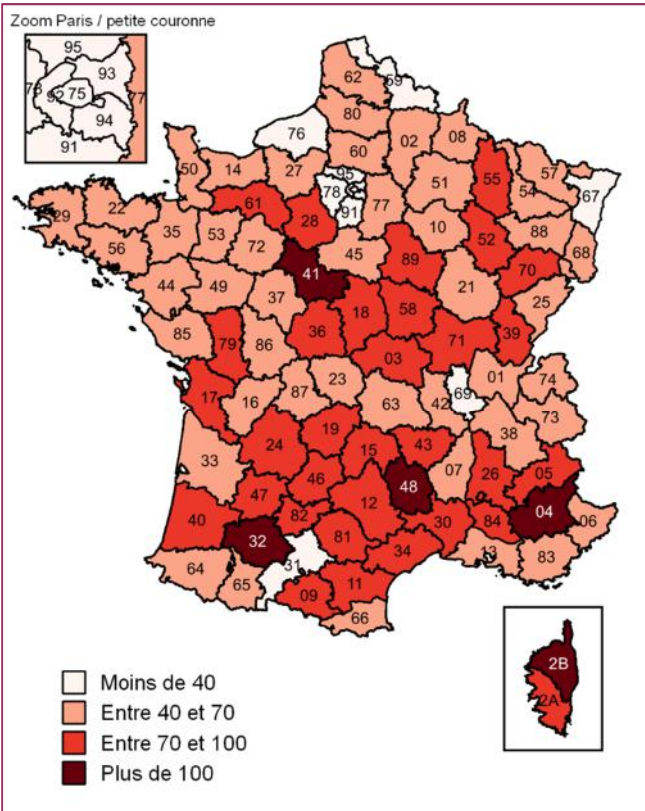 Zoom Paris / petite couronne
95
93
78 92 75
77
94
91
62 59
80
76 02 08
60
50 14 27 95 55 57
78 51 54 67
61 91 77
29 22 28 10 88
35 53 52 68
56 72 45 89 70
41
44 49 37 21 25
18 58
85 79 36 71 39
86
03
17 16 87 23 01 74
63 42 69
24 19 38 73
33 15 43
46 07 26 05
47 12 48
40 82 30 84 04 06
32 81 34 13 83
64 31
65 09 11
66
2B
2A
Moins de 40
Entre 40 et 70
Entre 70 et 100
Plus de 100